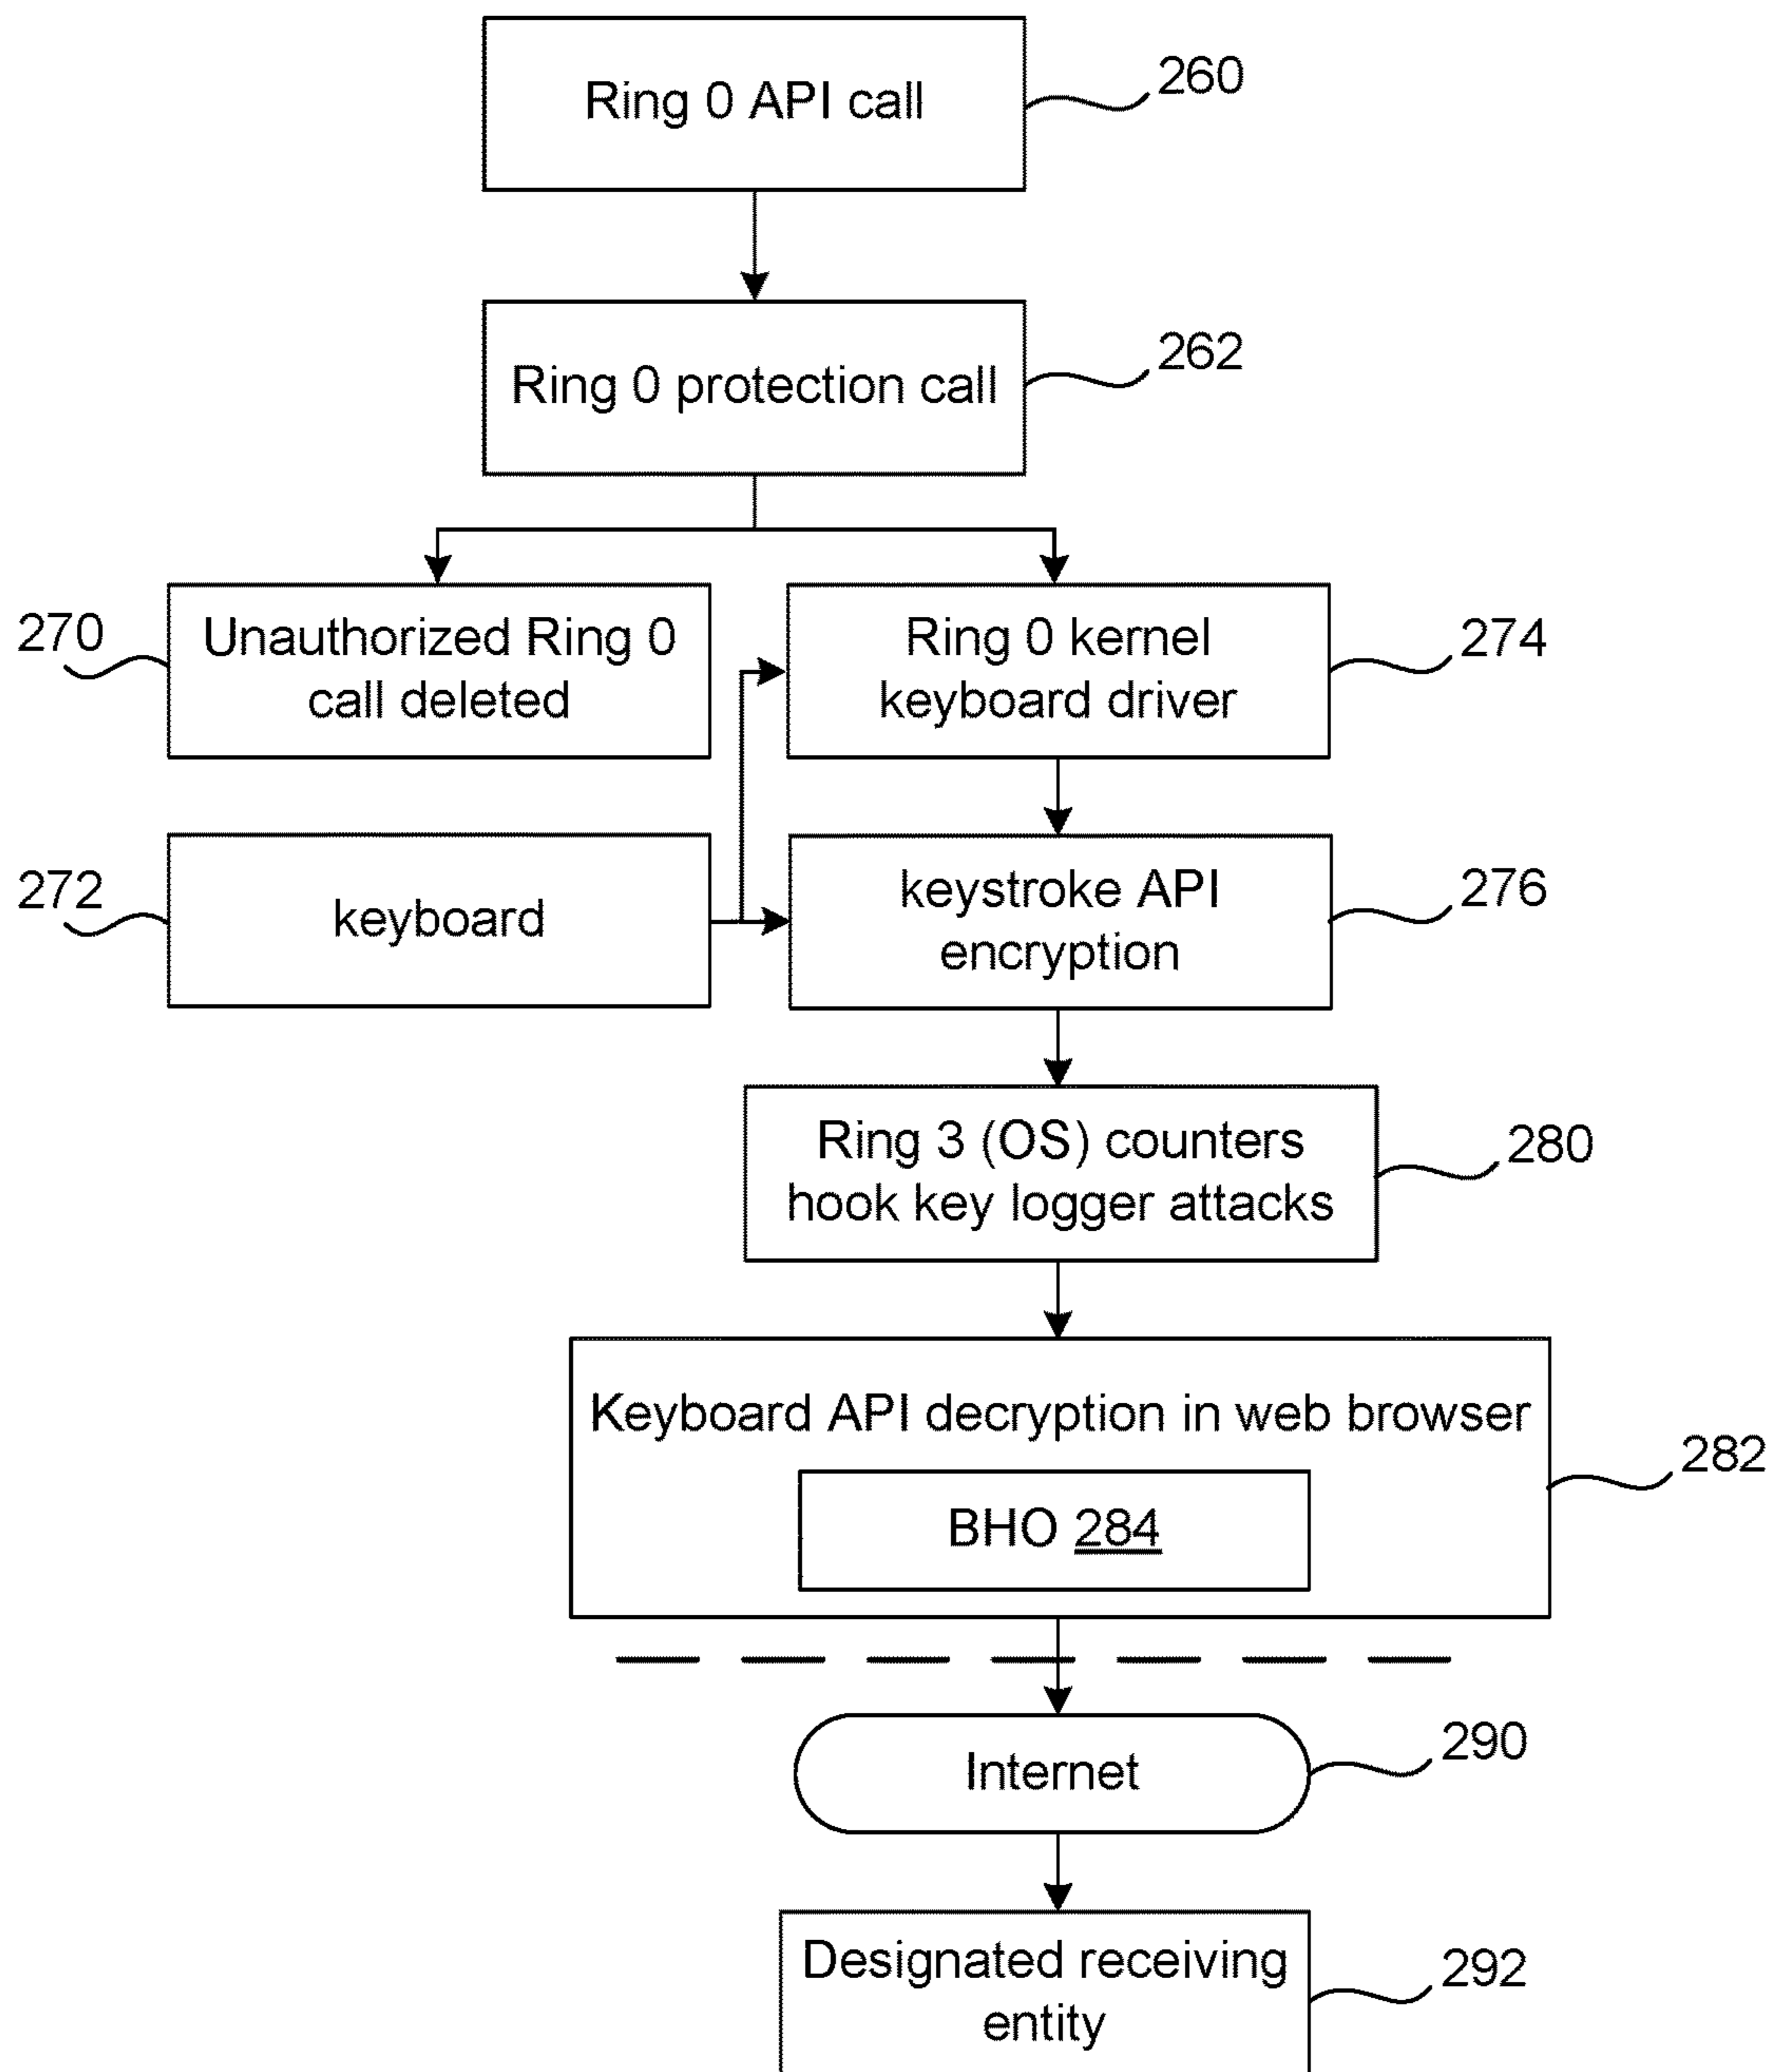 Ring 0 API call
260
Ring 0 protection call
262
270
Unauthorized Ring 0
call deleted
Ring 0 kernel
keyboard driver
274
272
keyboard
keystroke API
encryption
276
Ring 3 (OS) counters
hook key logger attacks
280
Keyboard API decryption in web browser
282
BHO 284
Internet
290
Designated receiving
entity
292